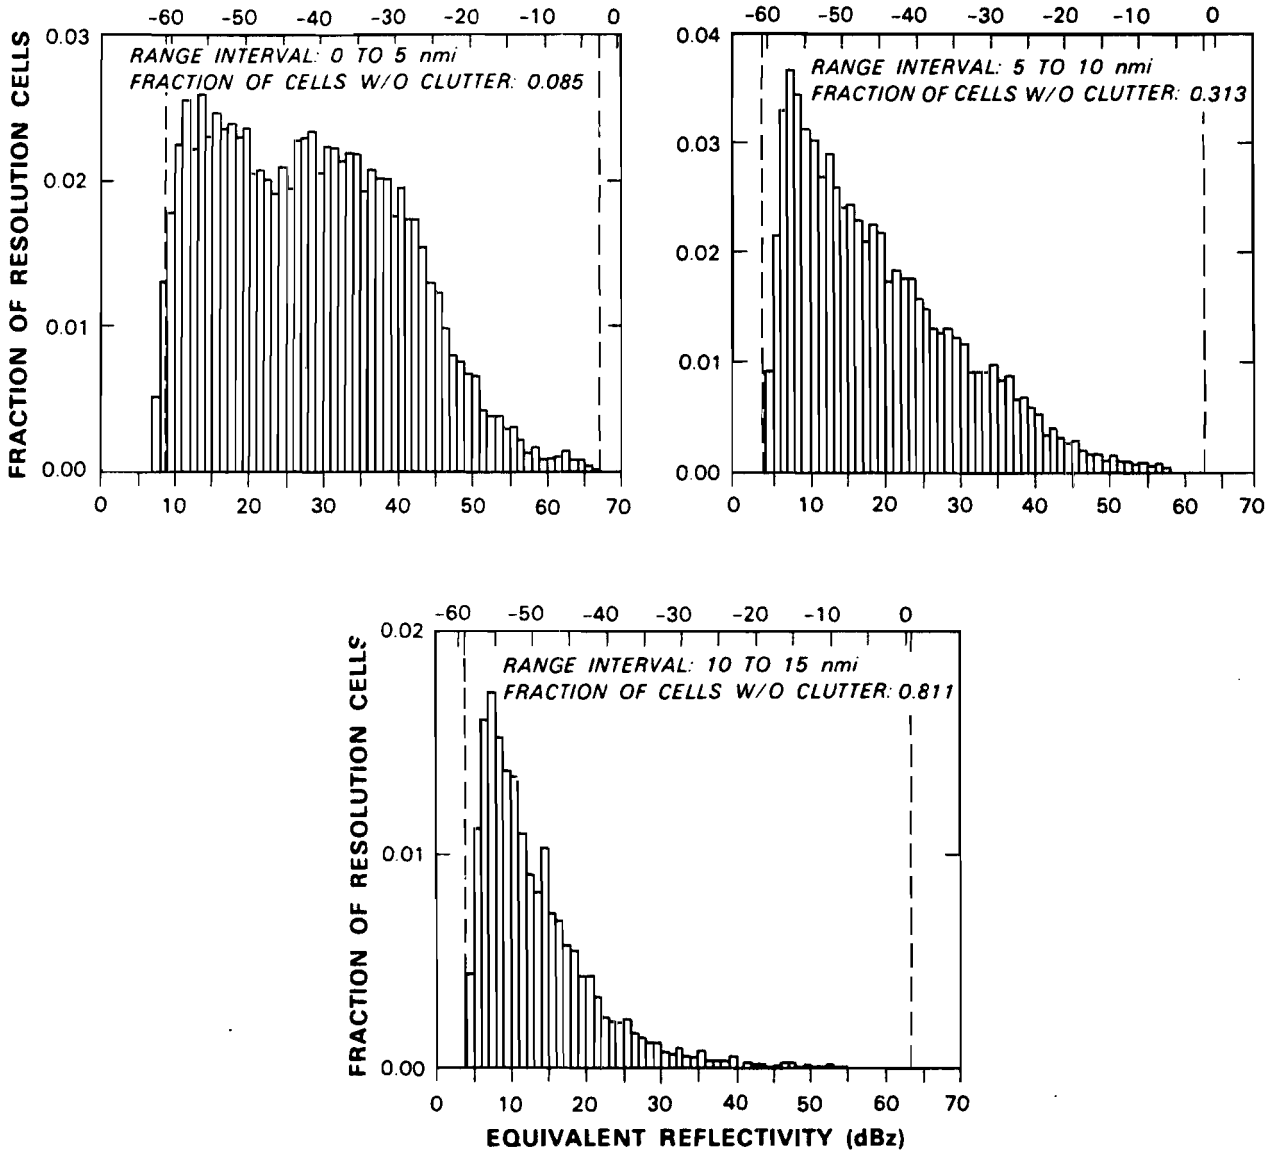 -60 -50 -40 -30 -20 -10 0
0.03
RANGE INTERVAL: 0 TO 5 nmi
FRACTION OF CELLS W/O CLUTTER: 0.085
0.02
0.01
0.00
0 10 20 30 40 50 60 70
FRACTION OF RESOLUTION CELLS
-60 -50 -40 -30 -20 -10 0
0.04
RANGE INTERVAL: 5 TO 10 nmi
FRACTION OF CELLS W/O CLUTTER: 0.313
0.03
0.02
0.01
0.00
0 10 20 30 40 50 60 70
-60 -50 -40 -30 -20 -10 0
0.02
RANGE INTERVAL: 10 TO 15 nmi
FRACTION OF CELLS W/O CLUTTER: 0.811
0.01
0.00
0 10 20 30 40 50 60 70
FRACTION OF RESOLUTION CELLS
EQUIVALENT REFLECTIVITY (dBz)